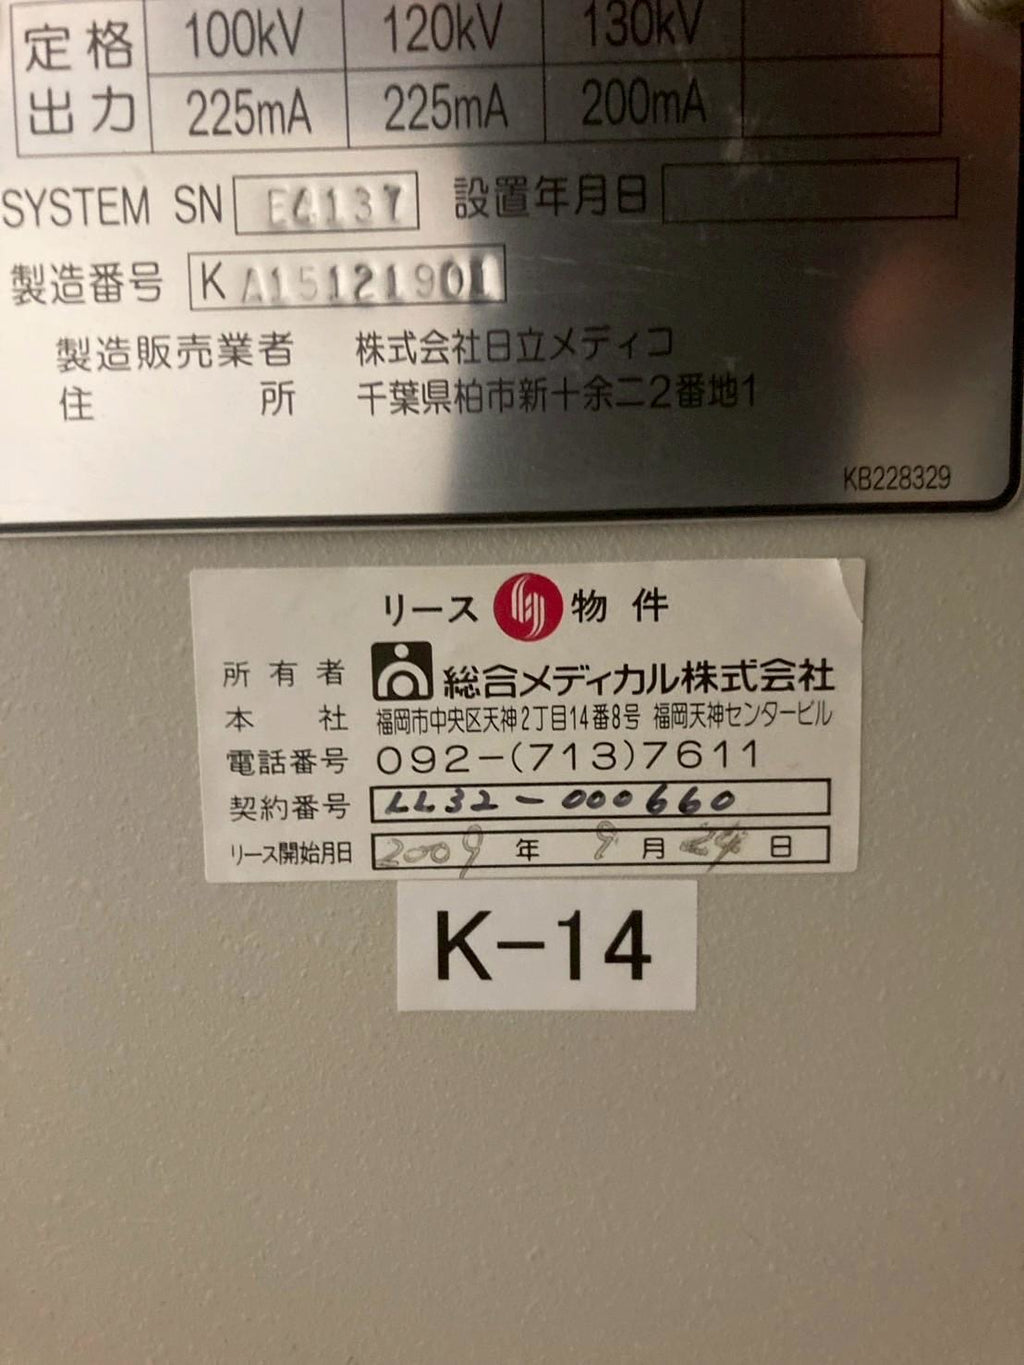 定格 100kV 120kV 130kV
出力 225mA 225mA 200mA
SYSTEM SN E4137 設置年月日
製造番号 KA15121901
製造販売業者 株式会社日立メディコ
住所 千葉県柏市新十余二2番地1
KB228329
リース物件
所有者 総合メディカル株式会社
本社 福岡市中央区天神2丁目14番8号 福岡天神センタービル
電話番号 092-(713)7611
契約番号 LL32-000660
リース開始月日 2009年 9月 24日
K-14